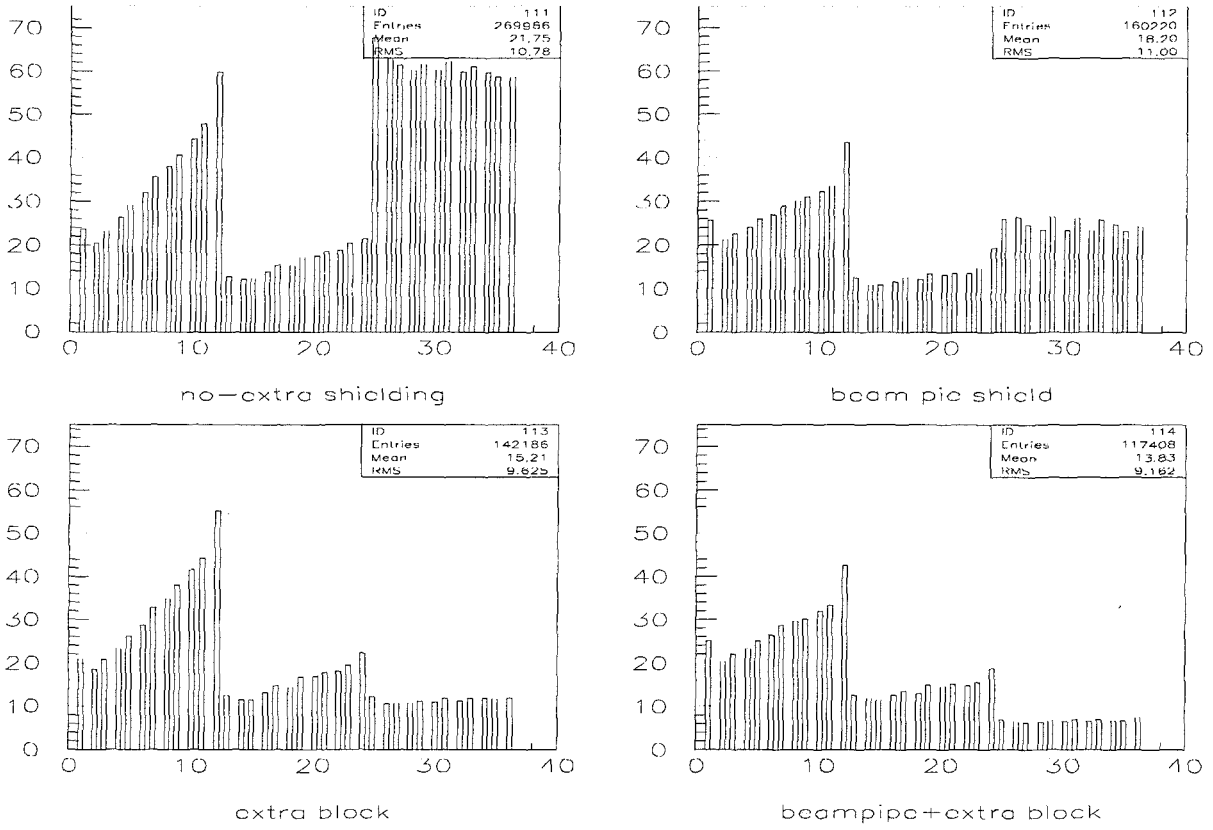 ID 111
Entries 269986
Mean 21.75
RMS 10.78
70
60
50
40
30
20
10
0
0 10 20 30 40
no-extra shielding
ID 112
Entries 160220
Mean 18.20
RMS 11.00
70
60
50
40
30
20
10
0
0 10 20 30 40
beam pie shield
ID 113
Entries 142186
Mean 15.21
RMS 9.625
70
60
50
40
30
20
10
0
0 10 20 30 40
extra block
ID 114
Entries 117408
Mean 13.83
RMS 9.162
70
60
50
40
30
20
10
0
0 10 20 30 40
beampipe+extra block